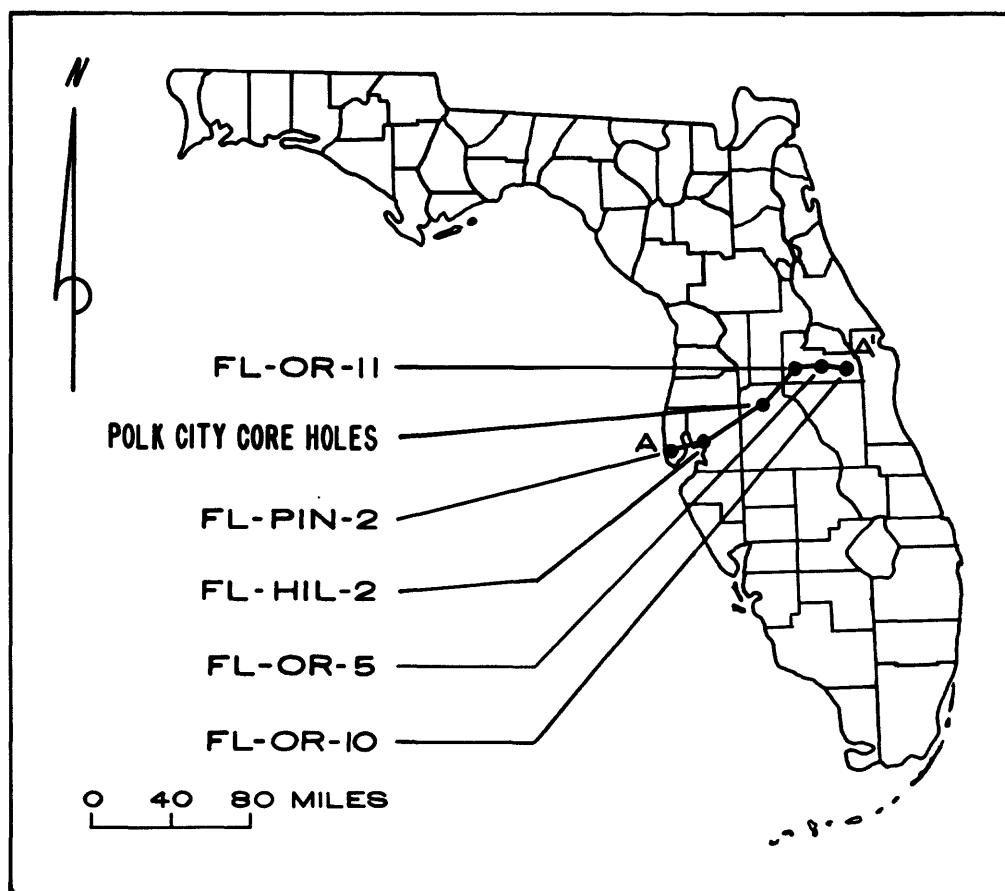 N
FL-OR-11
A'
POLK CITY CORE HOLES
A
FL-PIN-2
FL-HIL-2
FL-OR-5
FL-OR-10
0 40 80 MILES